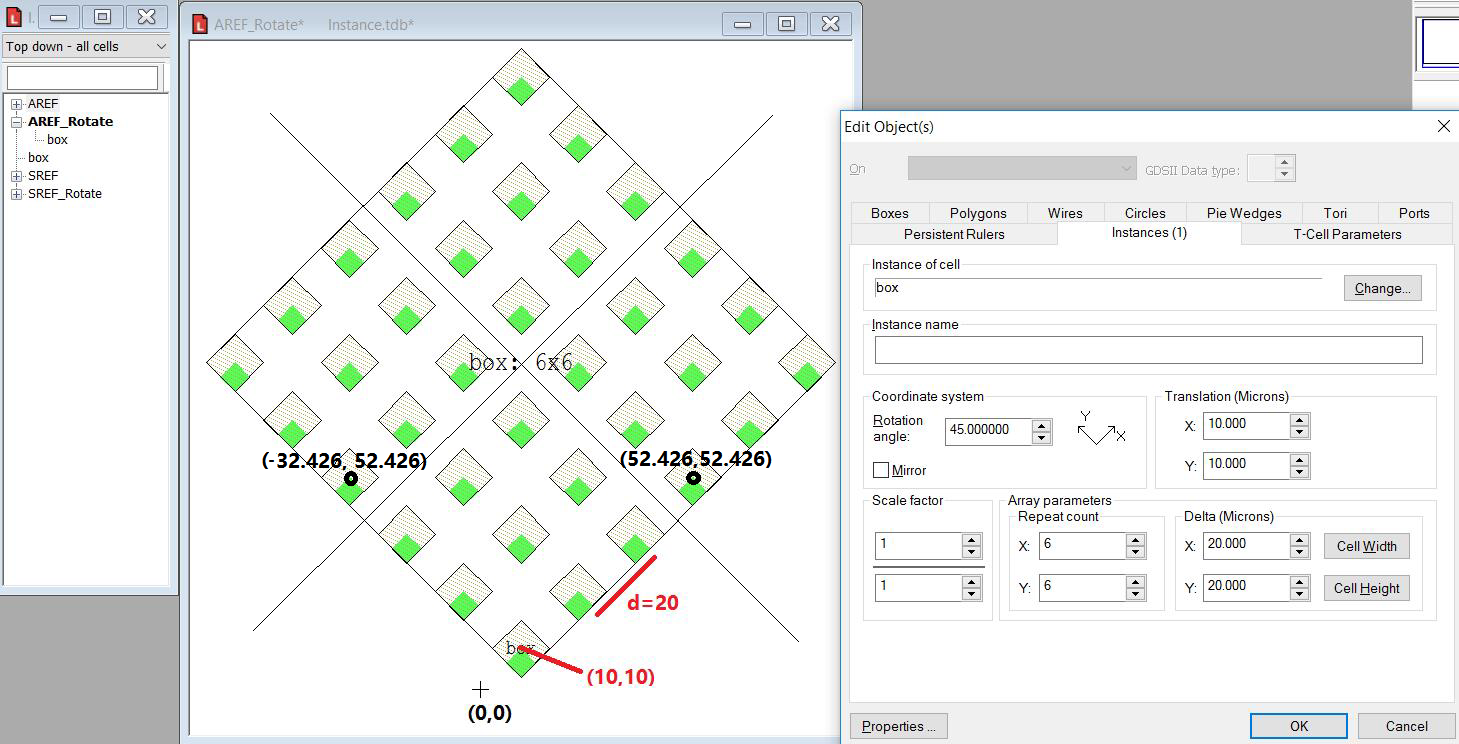 AREF_Rotate* Instance.tdb*
Top down - all cells
AREF
AREF_Rotate
box
box
SREF
SREF_Rotate
box: 6x6
(-32.426, 52.426)
(52.426,52.426)
d=20
box
(10,10)
(0,0)
Edit Object(s)
On
GDSII Data type:
Boxes Polygons Wires Circles Pie Wedges Tori Ports
Persistent Rulers Instances (1) T-Cell Parameters
Instance of cell
box
Change...
Instance name
Coordinate system
Rotation angle: 45.000000
Y
X
Mirror
Translation (Microns)
X: 10.000
Y: 10.000
Scale factor
1
1
Array parameters
Repeat count
X: 6
Y: 6
Delta (Microns)
X: 20.000 Cell Width
Y: 20.000 Cell Height
Properties ...
OK
Cancel